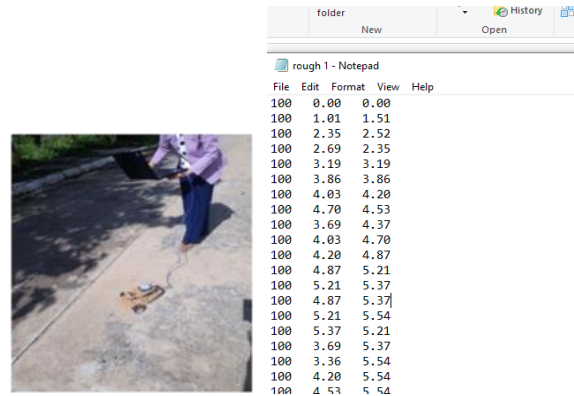 folder
History
New
Open
rough 1 - Notepad
File Edit Format View Help
100 0.00 0.00
100 1.01 1.51
100 2.35 2.52
100 2.69 2.35
100 3.19 3.19
100 3.86 3.86
100 4.03 4.20
100 4.70 4.53
100 3.69 4.37
100 4.03 4.70
100 4.20 4.87
100 4.87 5.21
100 5.21 5.37
100 4.87 5.37
100 5.21 5.54
100 5.37 5.21
100 3.69 5.37
100 3.36 5.54
100 4.20 5.54
100 4.53 5.54